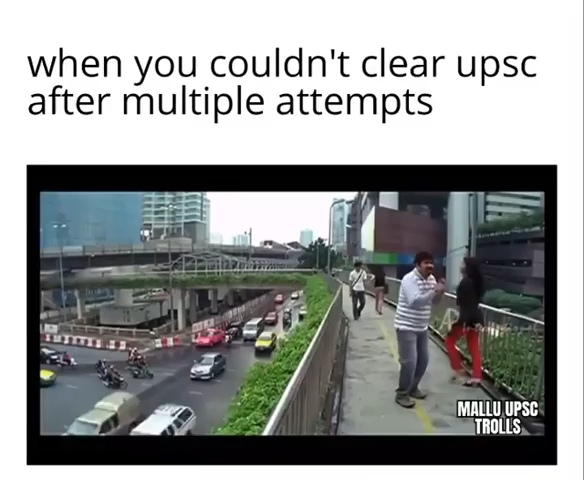 when you couldn't clear upsc
after multiple attempts
MALLU UPSC
TROLLS